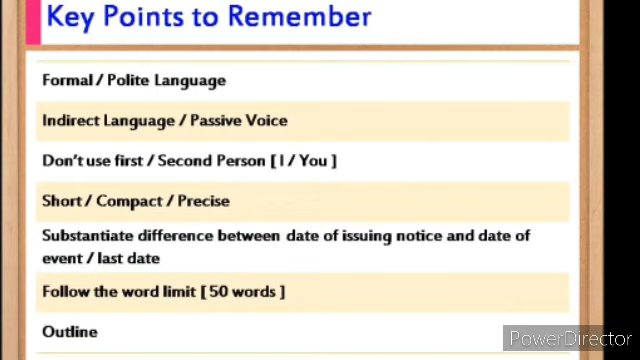 Key Points to Remember
Formal / Polite Language
Indirect Language / Passive Voice
Don't use first / Second Person [ I / You ]
Short / Compact / Precise
Substantiate difference between date of issuing notice and date of
event / last date
Follow the word limit [ 50 words ]
Outline
PowerDirector